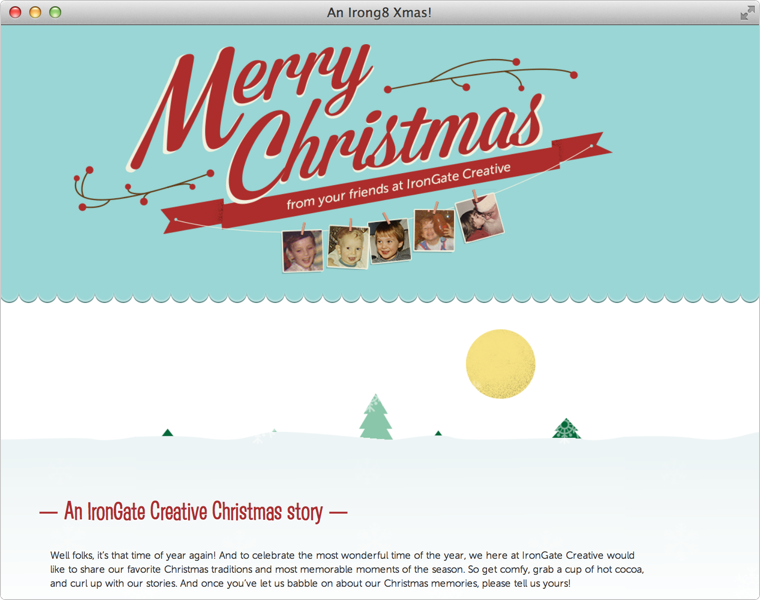 An Irong8 Xmas!
Merry
Christmas
from your friends at IronGate Creative
— An IronGate Creative Christmas story —
Well folks, it's that time of year again! And to celebrate the most wonderful time of the year, we here at IronGate Creative would
like to share our favorite Christmas traditions and most memorable moments of the season. So get comfy, grab a cup of hot cocoa,
and curl up with our stories. And once you've let us babble on about our Christmas memories, please tell us yours!